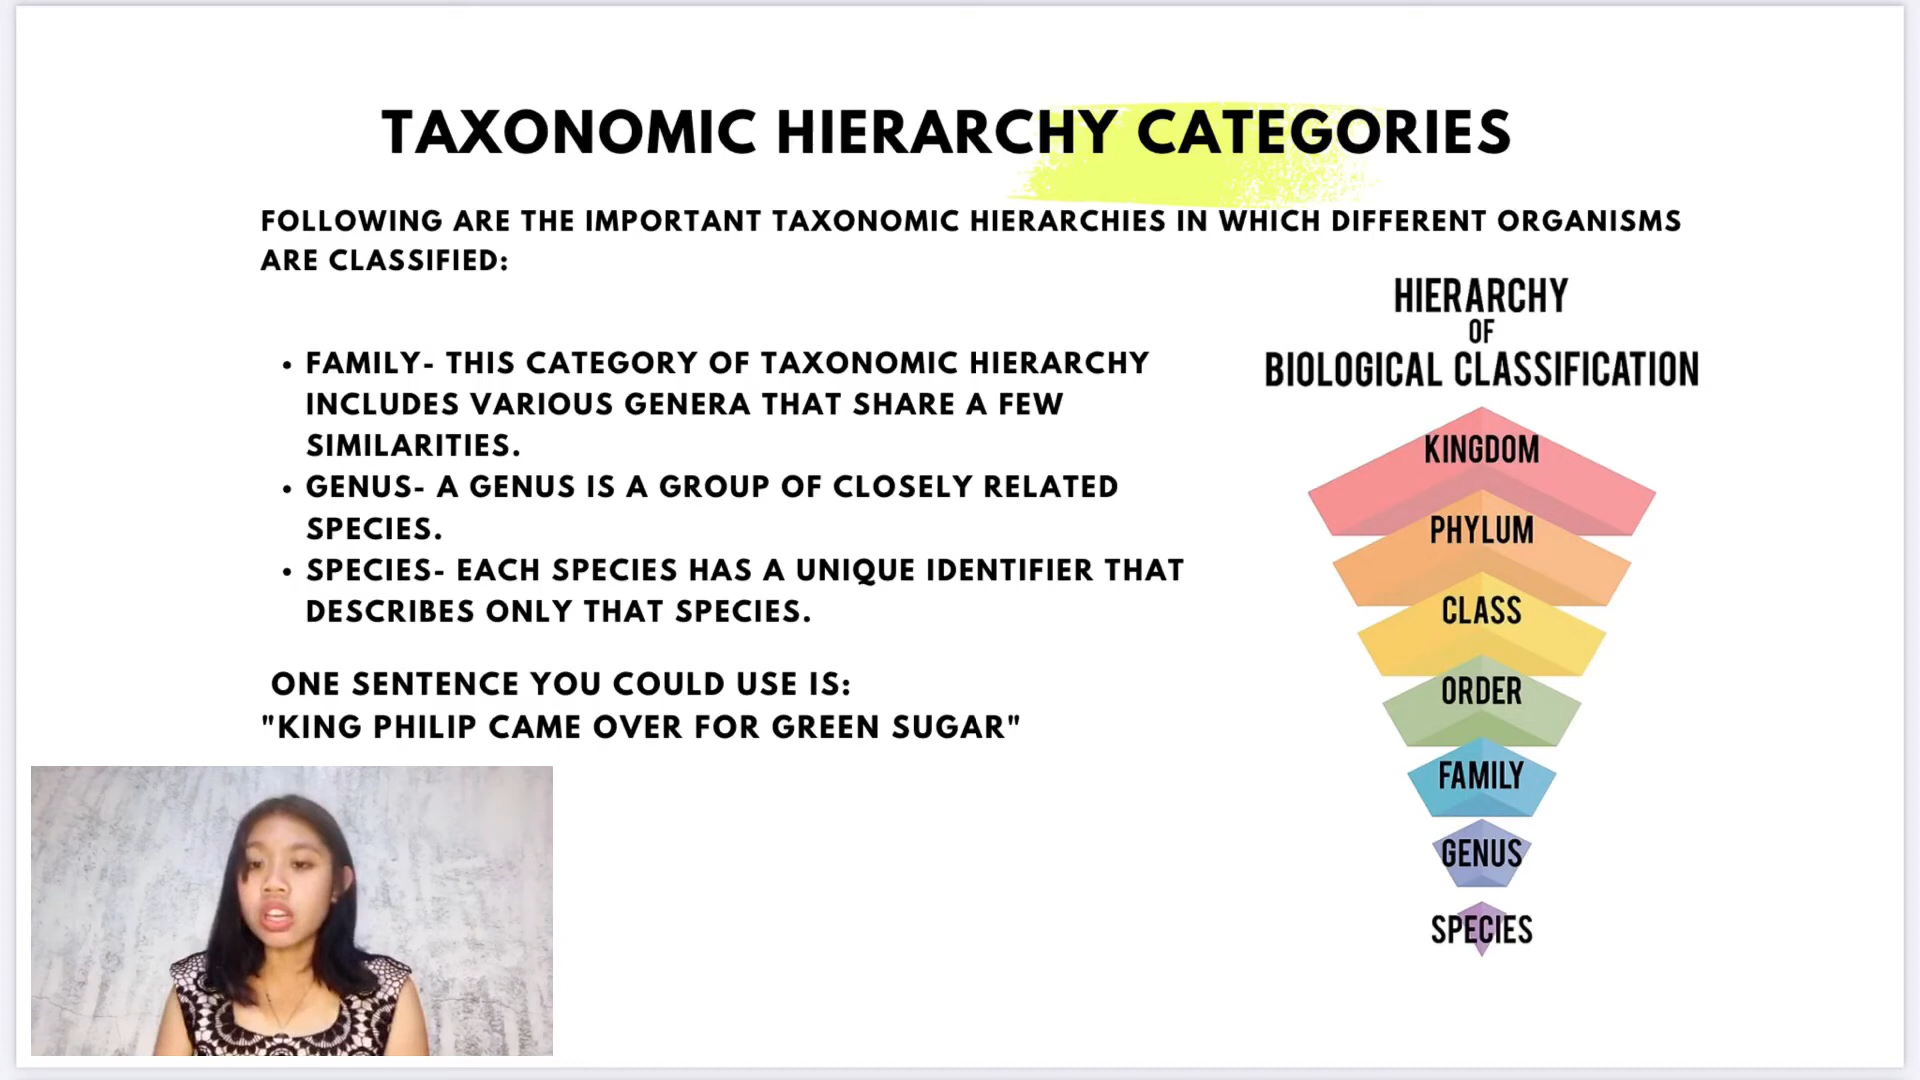 TAXONOMIC HIERARCHY CATEGORIES
FOLLOWING ARE THE IMPORTANT TAXONOMIC HIERARCHIES IN WHICH DIFFERENT ORGANISMS
ARE CLASSIFIED:
• FAMILY- THIS CATEGORY OF TAXONOMIC HIERARCHY
INCLUDES VARIOUS GENERA THAT SHARE A FEW
SIMILARITIES.
• GENUS- A GENUS IS A GROUP OF CLOSELY RELATED
SPECIES.
• SPECIES- EACH SPECIES HAS A UNIQUE IDENTIFIER THAT
DESCRIBES ONLY THAT SPECIES.
ONE SENTENCE YOU COULD USE IS:
"KING PHILIP CAME OVER FOR GREEN SUGAR"
HIERARCHY
OF
BIOLOGICAL CLASSIFICATION
KINGDOM
PHYLUM
CLASS
ORDER
FAMILY
GENUS
SPECIES